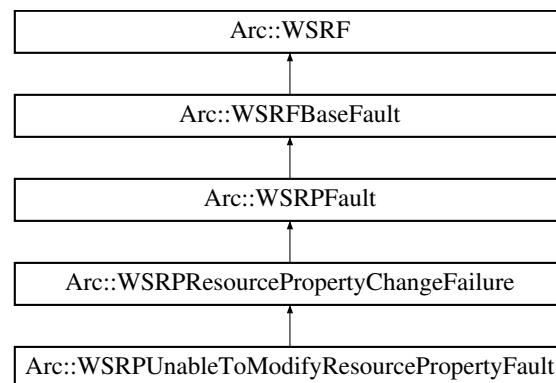 Arc::WSRF
Arc::WSRFBaseFault
Arc::WSRPFault
Arc::WSRPResourcePropertyChangeFailure
Arc::WSRPUnableToModifyResourcePropertyFault